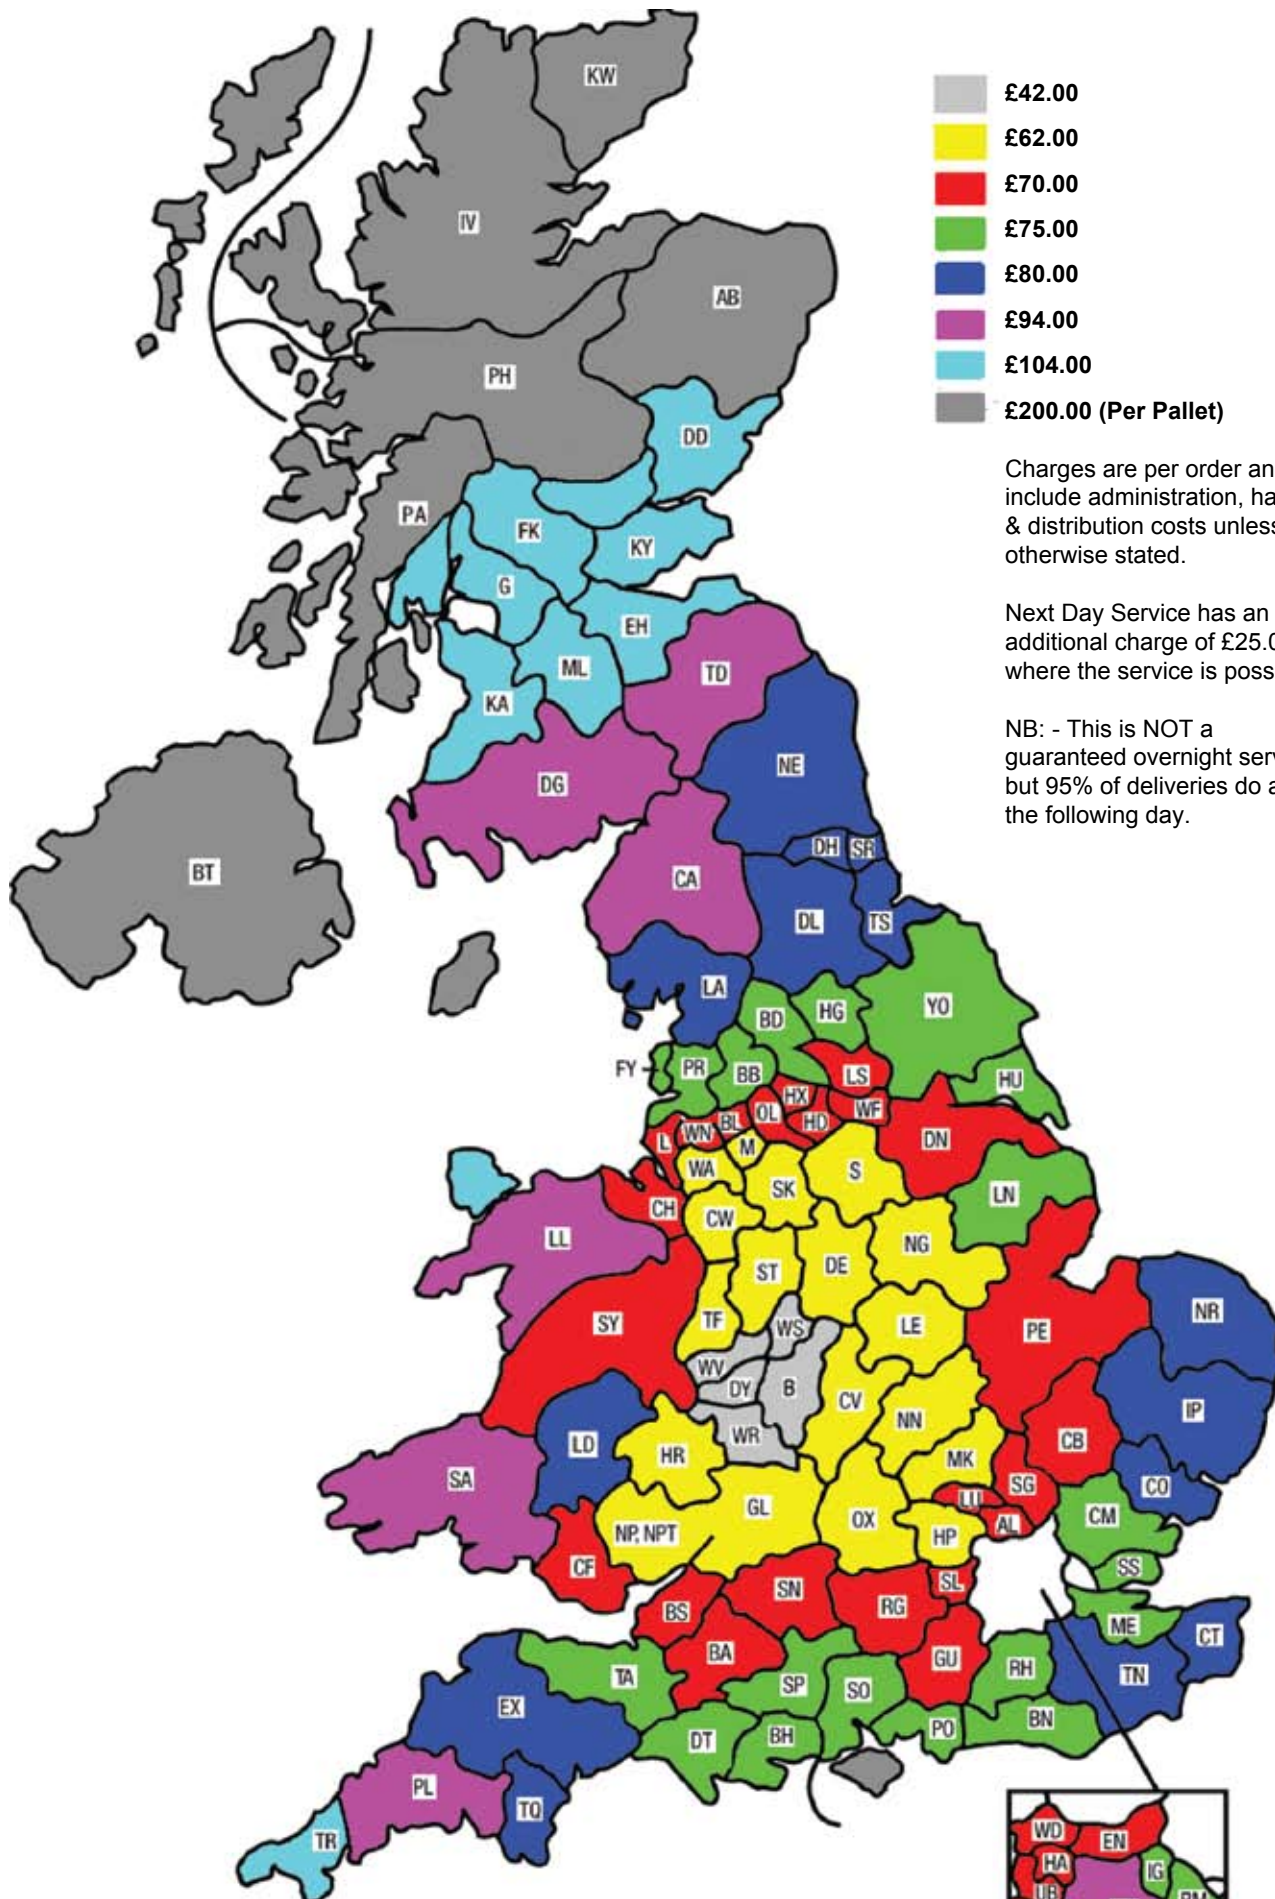 £42.00
£62.00
£70.00
£75.00
£80.00
£94.00
£104.00
£200.00 (Per Pallet)
Charges are per order an
include administration, ha
& distribution costs unless
otherwise stated.
Next Day Service has an
additional charge of £25.0
where the service is poss
NB: - This is NOT a
guaranteed overnight serv
but 95% of deliveries do a
the following day.
KW
IV
AB
PH
DD
PA
FK
KY
G
EH
ML
TD
KA
NE
DG
DH SR
BT
CA
DL TS
LA
YO
BD HG
FY PR BB LS
HU
HX
OL WF
BL HD
L WN
DN
M
WA
S
SK
LN
CH
CW
LL
NG
ST DE
NR
SY TF WS LE PE
WV
DY B
CV
IP
NN
WR
CB
LD HR
MK
SA
SG
CO
LU
GL
CM
OX
AL
NP, NPT
HP
CF
SS
SL
SN
RG
BS
ME
CT
BA
GU
RH
TN
TA
SP SO
EX
BN
PO
DT BH
PL
TQ
TR
WD EN
HA
IG
UB
RM